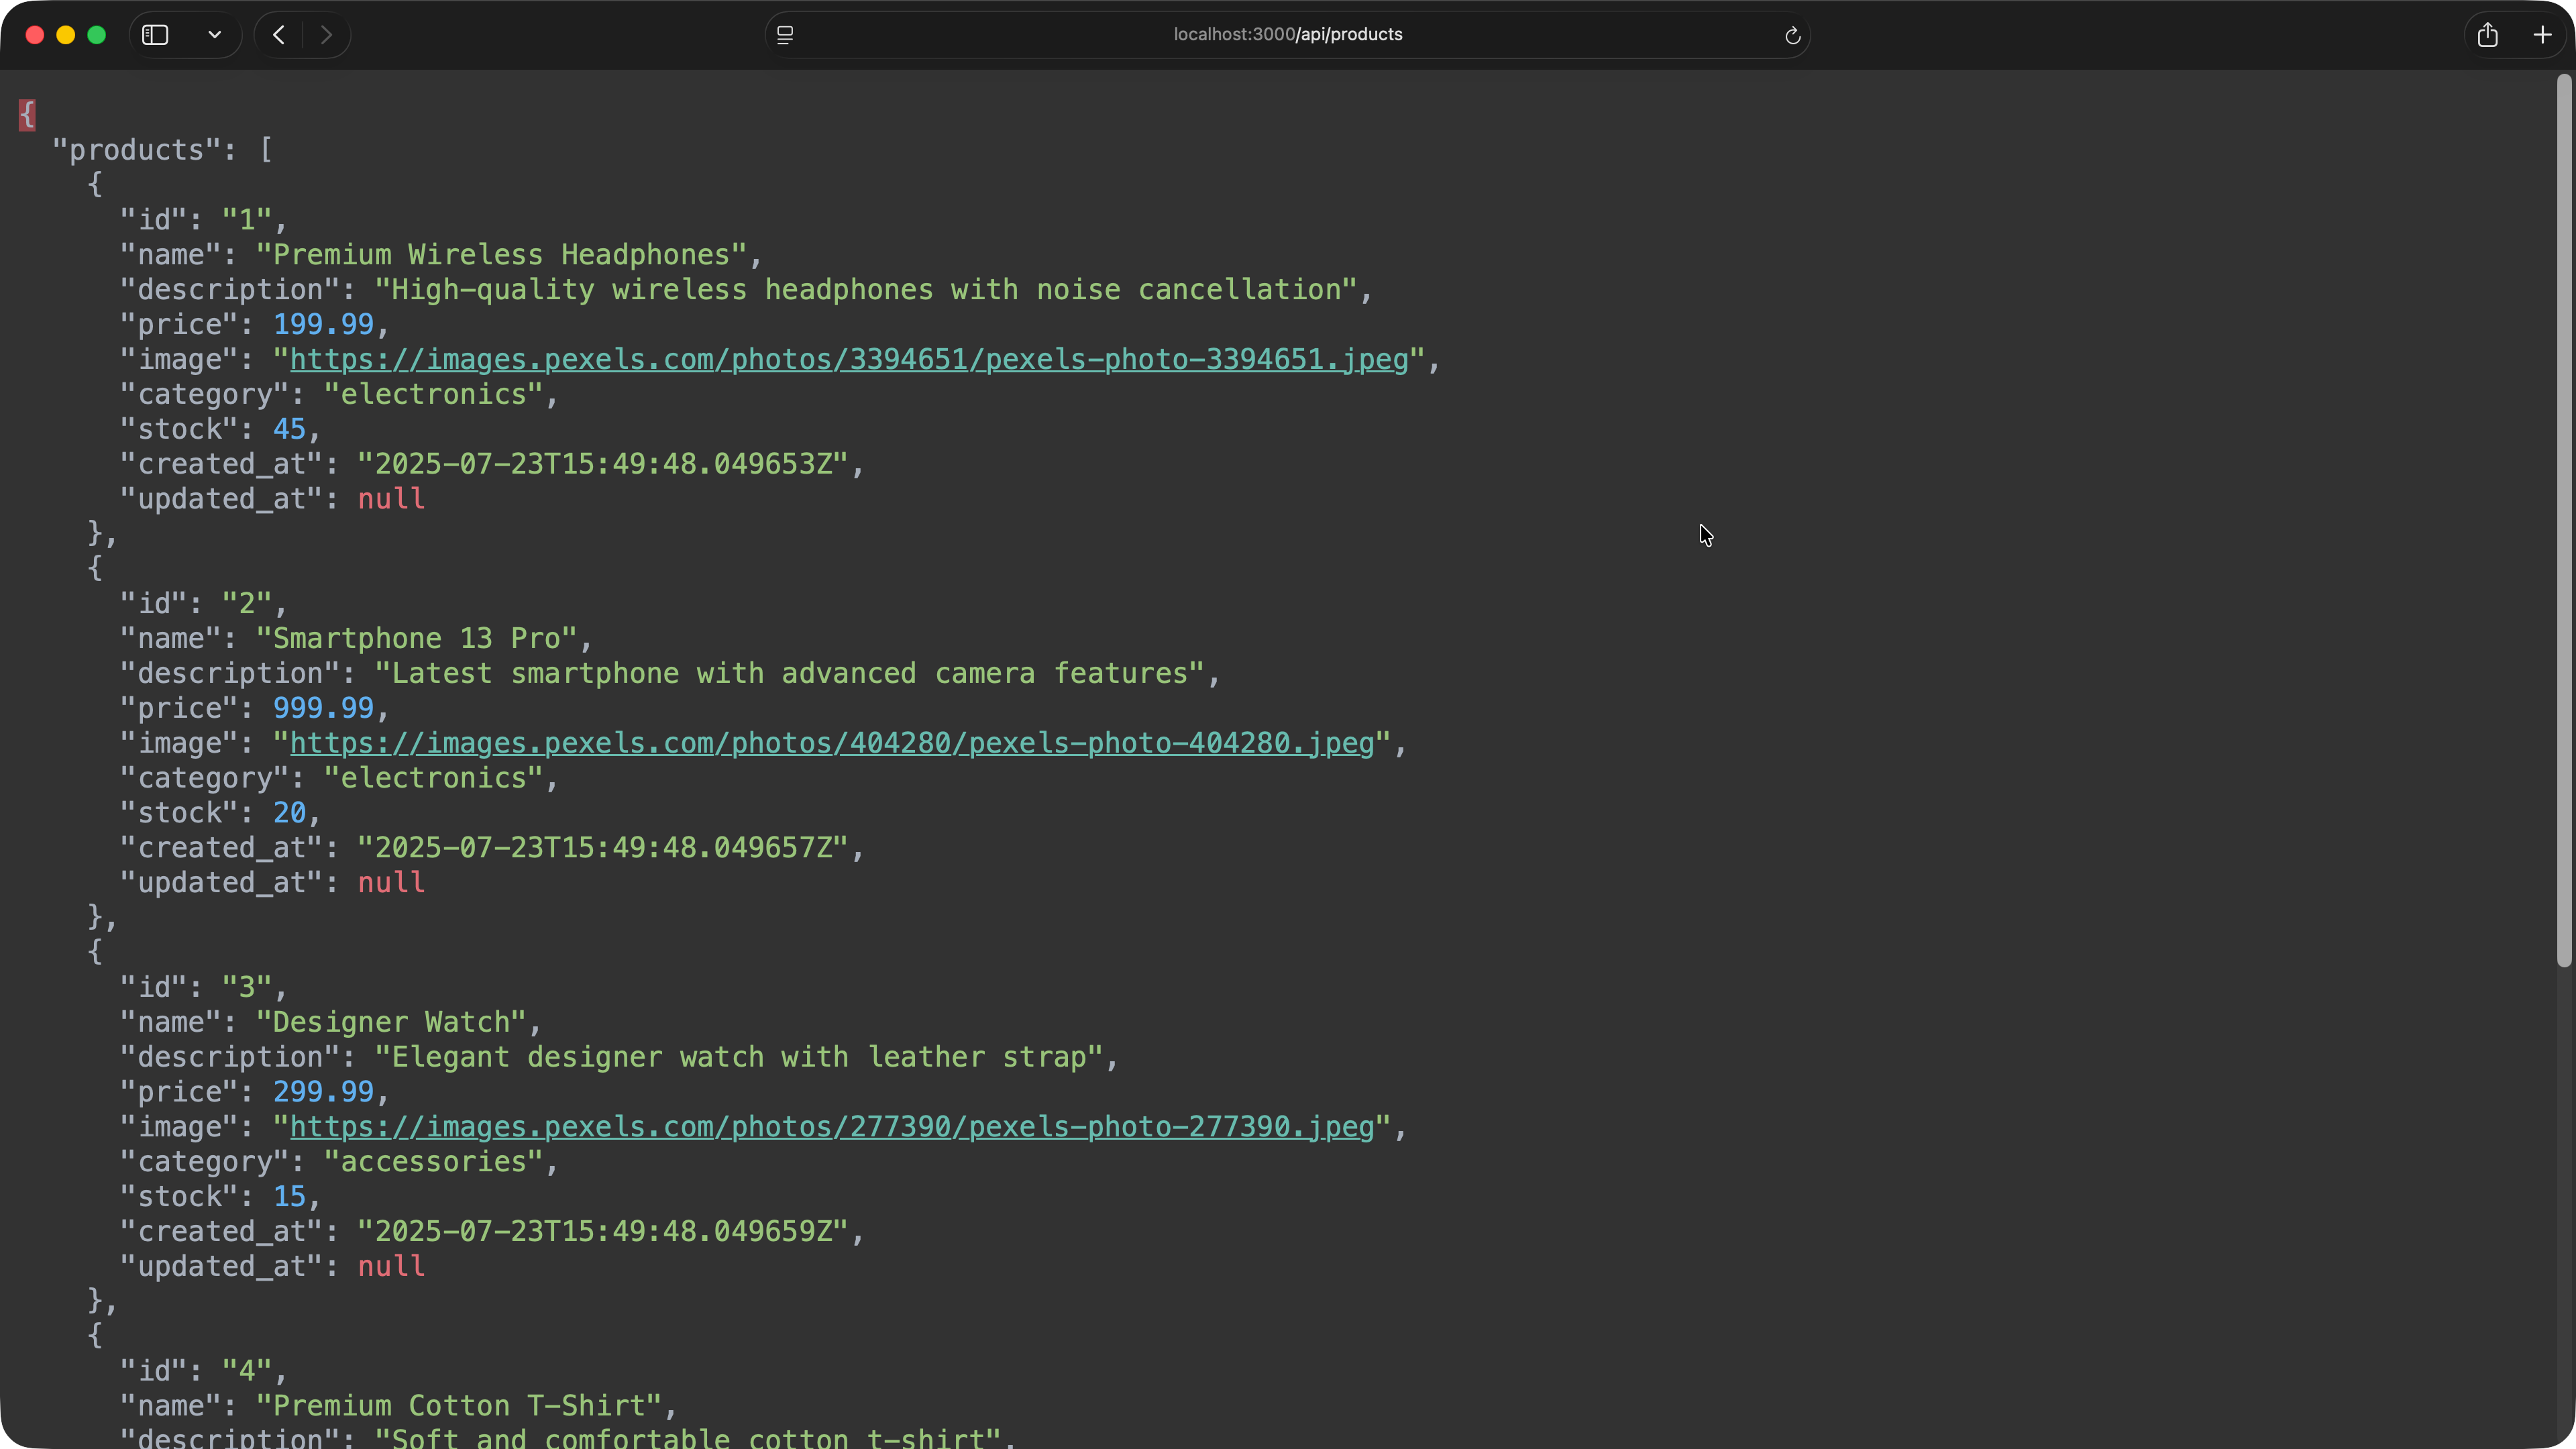 localhost:3000/api/products
{
  "products": [
    {
      "id": "1",
      "name": "Premium Wireless Headphones",
      "description": "High-quality wireless headphones with noise cancellation",
      "price": 199.99,
      "image": "https://images.pexels.com/photos/3394651/pexels-photo-3394651.jpeg",
      "category": "electronics",
      "stock": 45,
      "created_at": "2025-07-23T15:49:48.049653Z",
      "updated_at": null
    },
    {
      "id": "2",
      "name": "Smartphone 13 Pro",
      "description": "Latest smartphone with advanced camera features",
      "price": 999.99,
      "image": "https://images.pexels.com/photos/404280/pexels-photo-404280.jpeg",
      "category": "electronics",
      "stock": 20,
      "created_at": "2025-07-23T15:49:48.049657Z",
      "updated_at": null
    },
    {
      "id": "3",
      "name": "Designer Watch",
      "description": "Elegant designer watch with leather strap",
      "price": 299.99,
      "image": "https://images.pexels.com/photos/277390/pexels-photo-277390.jpeg",
      "category": "accessories",
      "stock": 15,
      "created_at": "2025-07-23T15:49:48.049659Z",
      "updated_at": null
    },
    {
      "id": "4",
      "name": "Premium Cotton T-Shirt",
      "description": "Soft and comfortable cotton t-shirt",